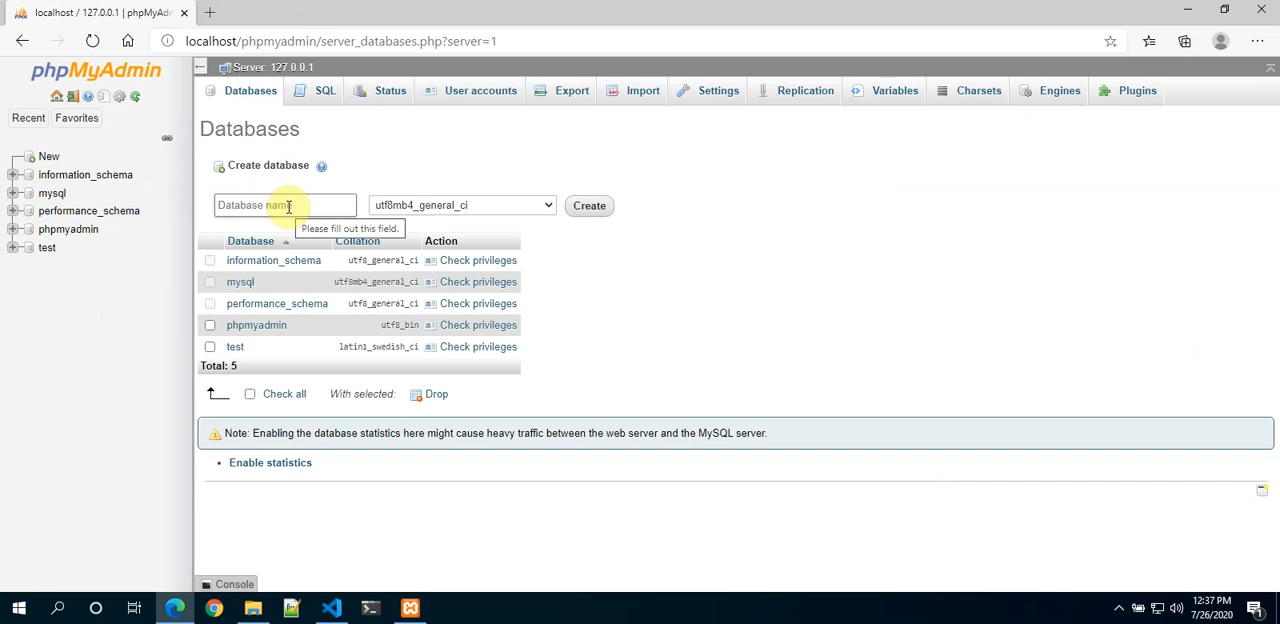 localhost / 127.0.0.1 | phpMyAdm
localhost/phpmyadmin/server_databases.php?server=1
phpMyAdmin
Server: 127.0.0.1
Databases SQL Status User accounts Export Import Settings Replication Variables Charsets Engines Plugins
Recent Favorites
New
information_schema
mysql
performance_schema
phpmyadmin
test
Databases
Create database
Database name utf8mb4_general_ci Create
Please fill out this field.
Database Collation Action
information_schema utf8_general_ci Check privileges
mysql utf8mb4_general_ci Check privileges
performance_schema utf8_general_ci Check privileges
phpmyadmin utf8_bin Check privileges
test latin1_swedish_ci Check privileges
Total: 5
Check all With selected: Drop
Note: Enabling the database statistics here might cause heavy traffic between the web server and the MySQL server.
• Enable statistics
Console
12:37 PM
7/26/2020
1